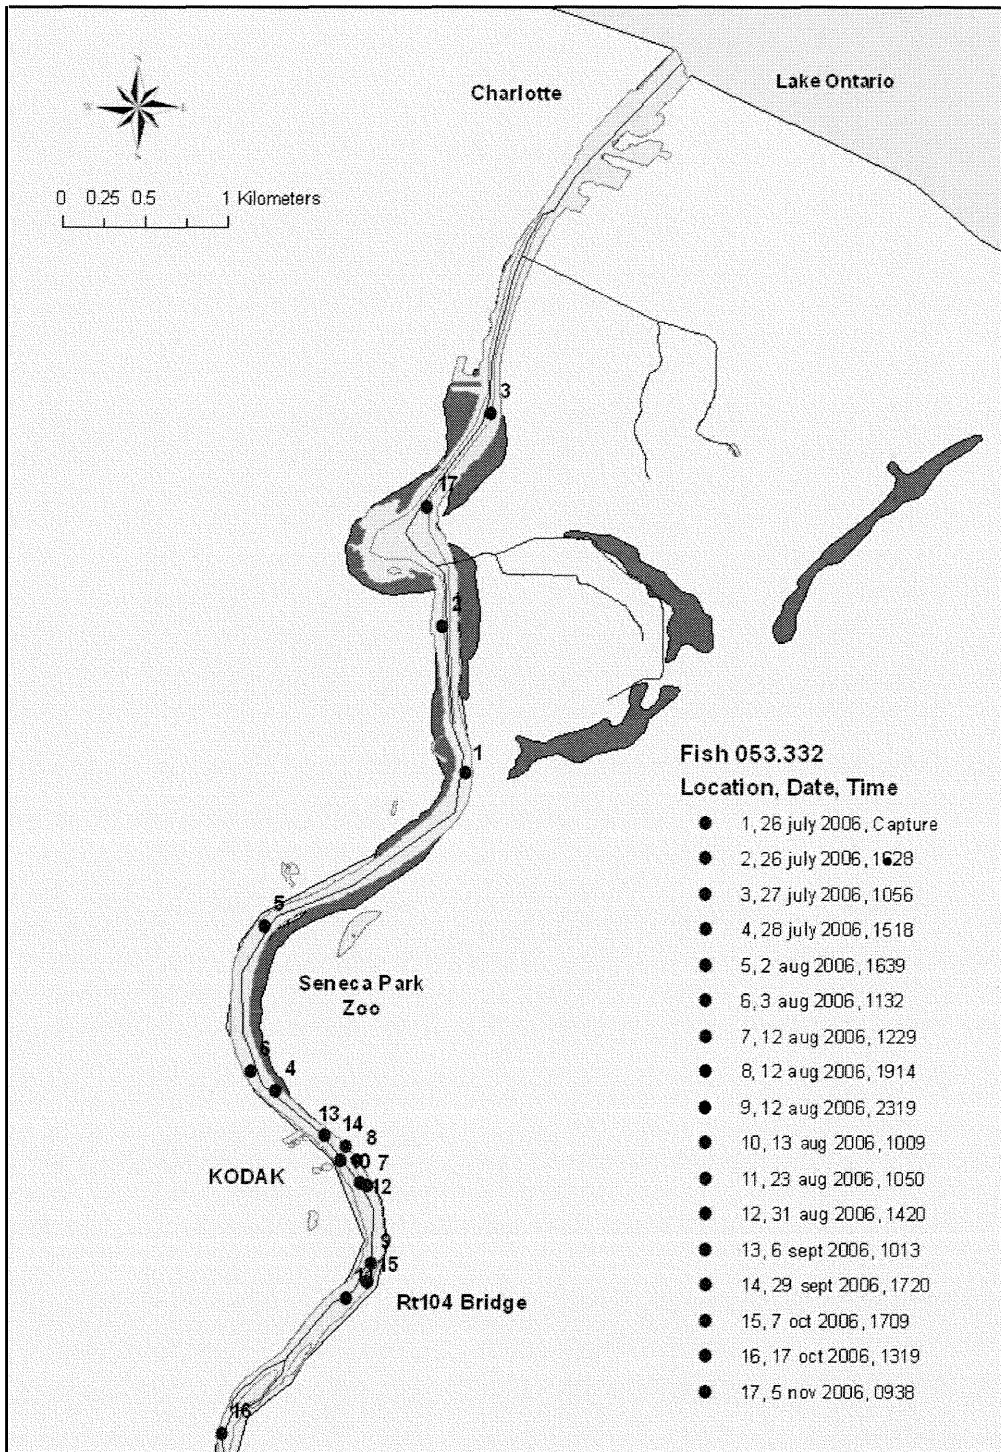 Charlotte
Lake Ontario
0 0.25 0.5 1 Kilometers
3
17
2
1
Fish 053.332
Location, Date, Time
1, 26 july 2006, Capture
2, 26 july 2006, 1628
3, 27 july 2006, 1056
4, 28 july 2006, 1518
5, 2 aug 2006, 1639
6, 3 aug 2006, 1132
7, 12 aug 2006, 1229
8, 12 aug 2006, 1914
9, 12 aug 2006, 2319
10, 13 aug 2006, 1009
11, 23 aug 2006, 1050
12, 31 aug 2006, 1420
13, 6 sept 2006, 1013
14, 29 sept 2006, 1720
15, 7 oct 2006, 1709
16, 17 oct 2006, 1319
17, 5 nov 2006, 0938
5
Seneca Park
Zoo
6
4
13
14
8
0 7
KODAK
12
9
15
Rt104 Bridge
16